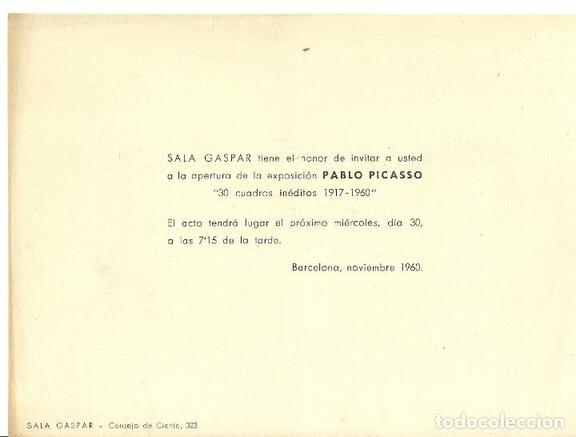 SALA GASPAR tiene el honor de invitar a usted
a la apertura de la exposición PABLO PICASSO
"30 cuadros inéditos 1917-1960"
El acto tendrá lugar el próximo miércoles, día 30,
a las 7'15 de la tarde.
Barcelona, noviembre 1960.
SALA GASPAR - Consejo de Ciento, 323
todocoleccion